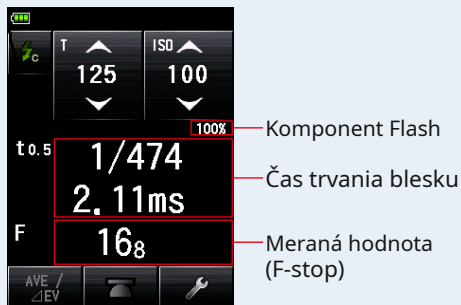 C
T
ISO
125
100
100%
Komponent Flash
t0.5
1/474
2.11ms
Čas trvania blesku
F
168
Meraná hodnota
(F-stop)
AVE /
⊿EV